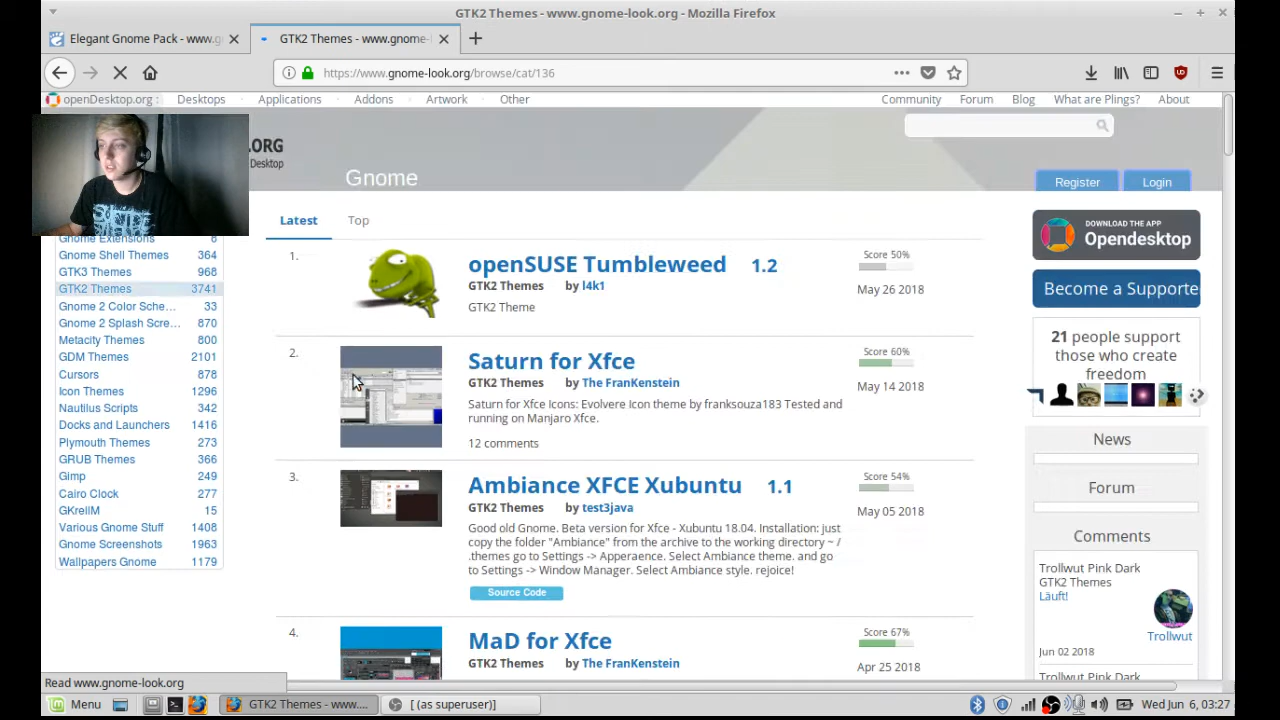 GTK2 Themes - www.gnome-look.org - Mozilla Firefox
Elegant Gnome Pack - www.g
GTK2 Themes - www.gnome-l
https://www.gnome-look.org/browse/cat/136
openDesktop.org :
Desktops
Applications
Addons
Artwork
Other
Community
Forum
Blog
What are Plings?
About
.ORG
Desktop
Gnome
Register
Login
Gnome Extensions 8
Gnome Shell Themes 364
GTK3 Themes 968
GTK2 Themes 3741
Gnome 2 Color Sche... 33
Gnome 2 Splash Scre... 870
Metacity Themes 800
GDM Themes 2101
Cursors 878
Icon Themes 1296
Nautilus Scripts 342
Docks and Launchers 1416
Plymouth Themes 273
GRUB Themes 366
Gimp 249
Cairo Clock 277
GKrellM 15
Various Gnome Stuff 1408
Gnome Screenshots 1963
Wallpapers Gnome 1179
Latest
Top
1.
openSUSE Tumbleweed 1.2
GTK2 Themes by l4k1
GTK2 Theme
Score 50%
May 26 2018
2.
Saturn for Xfce
GTK2 Themes by The FranKenstein
Saturn for Xfce Icons: Evolvere Icon theme by franksouza183 Tested and
running on Manjaro Xfce.
12 comments
Score 60%
May 14 2018
3.
Ambiance XFCE Xubuntu 1.1
GTK2 Themes by test3java
Good old Gnome. Beta version for Xfce - Xubuntu 18.04. Installation: just
copy the folder "Ambiance" from the archive to the working directory ~ /
.themes go to Settings -> Apperaence. Select Ambiance theme. and go
to Settings -> Window Manager. Select Ambiance style. rejoice!
Source Code
Score 54%
May 05 2018
4.
MaD for Xfce
GTK2 Themes by The FranKenstein
Score 67%
Apr 25 2018
DOWNLOAD THE APP
Opendesktop
Become a Supporte
21 people support
those who create
freedom
News
Forum
Comments
Trollwut Pink Dark
GTK2 Themes
Läuft!
Trollwut
Jun 02 2018
Trollwut Pink Dark
Read www.gnome-look.org
Menu
GTK2 Themes - www....
[ (as superuser)]
Wed Jun 6, 03:27